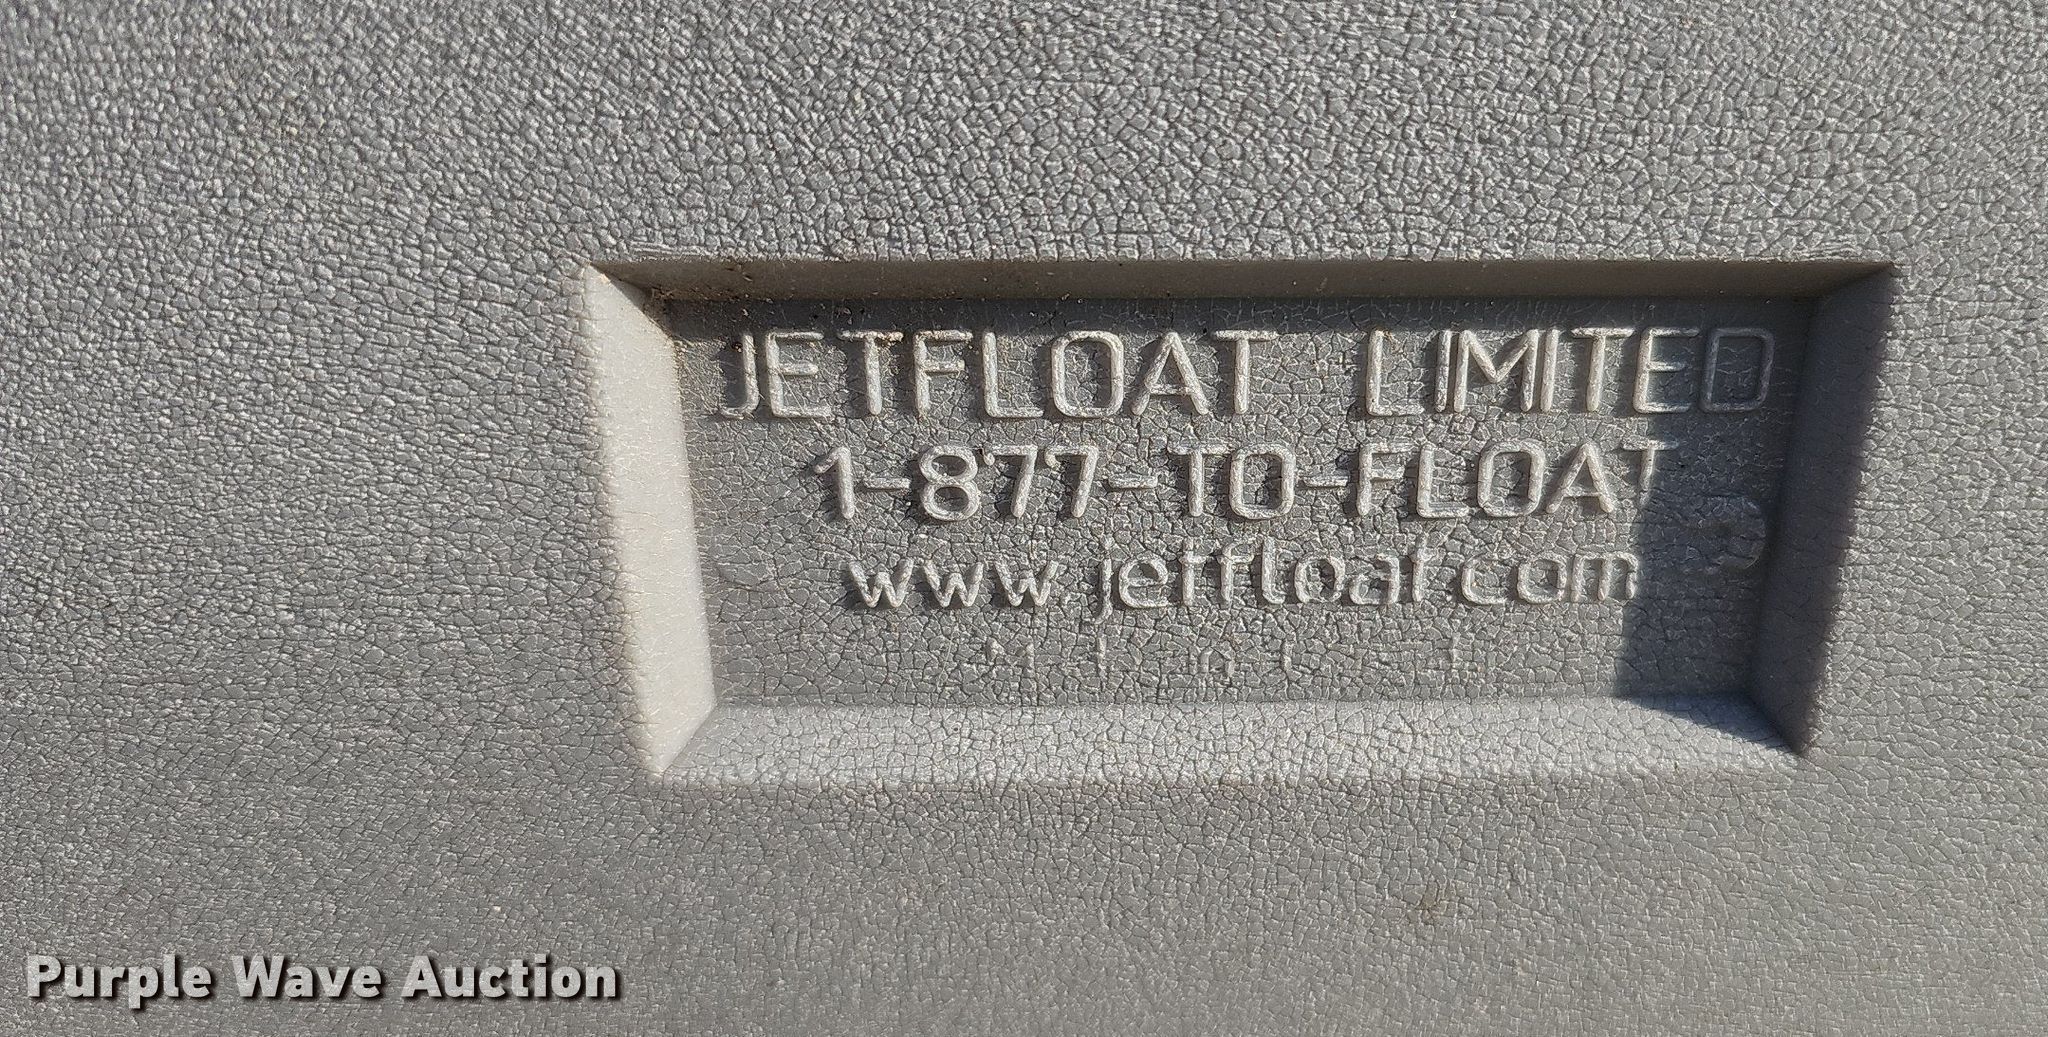 JETFLOAT LIMITED
1-877-TO-FLOAT
www.jetfloat.com
Purple Wave Auction